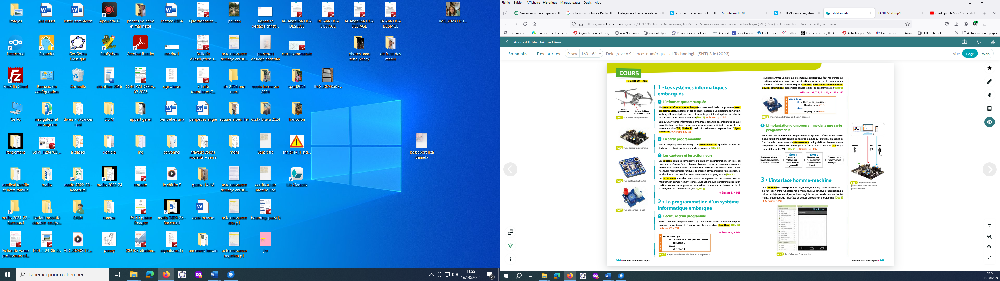 Images
plu cusset
lettre combacon
ApowerREC
photos de dédé et marinette
rentrée 2024
Questionnaire-...
pelican
signature desiage christi...
RC Angelina LICA DESIAGE
RC Ana LICA DESIAGE
IA Angelina LICA DESIAGE
IA Ana LICA DESIAGE
IMG_20231121...
Nextcloud
ScratchJr
GeoGebra Classique
EduPython
Acrobat Reader
mozine1
Bulletin d'inscription s...
acte naissance desiage christi...
passeport desiage christian
carte communale
photos anne fette poney
dé fetet des meres
FileZilla Client
Panneau de configuration
Corbeille
clé office 2016
CONTRATDESIA... 03 2025
signatures
7-Liste fournitures C...
ski 2024 one nord
ecole kermesse 2024
sport2024
IMG_20240507...
Ce PC
navigateur et messagerie
divers - vacances -pal
DCIM
appart garet
peripéties ana
peripéties angie
square albert 1er
costa brava 2024
francoion
rangement
LePal_1284763_...
à classer
daniela
mg
personnel
travaux volets roulants + serre
mons
Sans titre
sifr_ak14_1_std...
passeport lica daniela
medical famille et livret famille
maths
maths 2022-23 - Raccourci
maths 2023-24
retraite
le chiffre 7
guerre 14-18
acte naissance desiage christi...
certificat de nastere lica
Lib Manuels
maths 2021-22 - Raccourci
Forfait mobilité durable ce.dpe...
ORDI
randos
PADD plaine limagne
maths 2024-25 - Raccourci
essai maison
acte naissance ana p1
boarding-pass(1)
Fiches de voeux professeurs cit...
DDT_-_24-06-2...
VID_20240617_...
poney
202107_etudein...
signatures(1)
annonces terrain
acte naissance angelina p1
j o
Taper ici pour rechercher
11:55
16/08/2024
2
Fichier Édition Affichage Historique Marque-pages Outils Aide
Saisie des notes - Espace P
offre achat notaire - Reche
Delagrave – Exercices interactif
2.1 Clients - serveurs S3 on
Simulateur HTML
4.1 HTML contenus, struct
Lib Manuels
1321855651.mp4
C'est quoi le SEO ? Explicat
https://www.libmanuels.fr/demo/9782206103570/specimen/160/?title=Sciences numériques et Technologie (SNT) 2de (2019)&editor=Delagrave&type=classic
Les plus visités
Enregistreur d'écran gr...
Algorithmique et prog...
404 Not Found
ViaScola Lycée
Ressources pour la cla...
Accueil
Sites Google
EcoleDirecte
Python
Cours Express (2021) - ...
Activités pour SNT
Cartes cadeaux - Avan...
SNT : Internet
Autres marque-pages
Accueil Bibliothèque Démo
Sommaire Ressources Pages 160-161 Delagrave • Sciences numériques et Technologie (SNT) 2de (2023) Vue Page Web
COURS
Voir DICO SNT p. 185
Moteur (= actionneur)
Capteur d'altitude et capteur d'obstacle
Doc1 Un drone programmable
Doc2 Une carte programmable
Doc3 Un capteur : l'altimètre
Doc4 Un actionneur : la DEL
1 •Les systèmes informatiques
embarqués
A L'informatique embarquée
Un système informatique embarqué est un ensemble de composants (cartes
programmables, capteurs et actionneurs) intégrés à un objet (maison, avion,
voiture, vélo, robot, drone, enceinte, montre, etc.). Il sert à piloter cet objet à
distance ou de manière autonome (Doc 1). → Activité 2, p. 154
Lorsqu'un système informatique embarqué échange des informations avec
un ordinateur, une tablette ou un smartphone, par le biais des protocoles de
communication Wifi, Bluetooth ou du réseau Internet, on parle alors d'objets
connectés. → Activité 4, p. 158
B La carte programmable
Une carte programmable intègre un microprocesseur qui effectue tous les
traitements et qui stocke le code du programme (Doc 2).
C Les capteurs et les actionneurs
Les capteurs sont des composants qui envoient des informations (entrées) au
programme d'un système embarqué. Ils convertissent des grandeurs physiques
ou mesures comme l'appui sur un bouton, la distance, la température, la lumi-
nosité, les mouvements, l'altitude, la pression atmosphérique, l'accélération, la
localisation, etc. en une donnée exploitable dans un programme (Doc 3).
Les actionneurs sont des composants qui agissent sur un système pour en
modifier son comportement (sorties). Les actionneurs transforment les infor-
mations reçues du programme pour activer un moteur, un buzzer, un haut-
parleur, des DEL, un ventilateur, etc. (Doc 4).
→ Exercice 5, p. 165
2 • La programmation d'un système
informatique embarqué
A L'écriture d'un programme
Avant d'écrire le programme d'un système informatique embarqué, on peut
exprimer le problème à résoudre sous la forme d'un algorithme (Doc 5).
→ Activité 2, p. 154
→ Exercice 4, p. 164
1 faire tant que
2 si le bouton a est pressé alors
3 afficher 1
4 sinon
5 afficher 0
Doc5 Algorithme de contrôle d'un bouton-poussoir
160 ■ L'informatique embarquée
Pour programmer un système informatique embarqué, il faut repérer les ins-
tructions spécifiques aux capteurs et actionneurs et écrire le programme à
l'aide des structures algorithmiques (variables, instructions conditionnelles,
boucles et fonctions) disponibles dans le logiciel de programmation (Doc 6).
→ Exercices 6, 7, 8, 9 et 10, p. 165 à 167
1 while True:
2 if button_a.is_pressed:
3 display.show("1")
4 else:
5 display.show("0")
Doc6 Programme Python d'un bouton-poussoir
B L'implantation d'un programme dans une carte
programmable
Pour exécuter et tester un programme d'un système informatique embar-
qué, il faut l'implanter dans la carte programmable. Pour cela, on utilise les
fonctions de connexion et de téléversement du logiciel fournies avec la carte
programmable. Le téléversement peut se faire à l'aide d'un câble USB ou par
ondes (Bluetooth, Wifi) (Doc 7). → Activité 3, p. 156
Écriture et mise au point du programme à partir d'un logiciel
Étape 1 Connexion par fil ou par ondes à la carte programmable
Étape 2 Téléversement du programme dans la mémoire de la carte
Observation du comportement de l'objet
Bluetooth Wifi USB
Doc7 Implantation d'un programme dans une carte programmable
3 • L'interface homme-machine
Une interface est un dispositif (écran, boîtier, manette, commande vocale...)
qui fait le lien entre l'utilisateur et la machine. Pour concevoir l'application qui
pilote un objet connecté, on utilise un logiciel qui permet de dessiner les élé-
ments graphiques de l'interface et de leur associer un programme (Doc 8).
→ Activité 4, p. 158
Screen 1
Doc8 La réalisation d'une interface
L'informatique embarquée ■ 161
11:55
16/08/2024